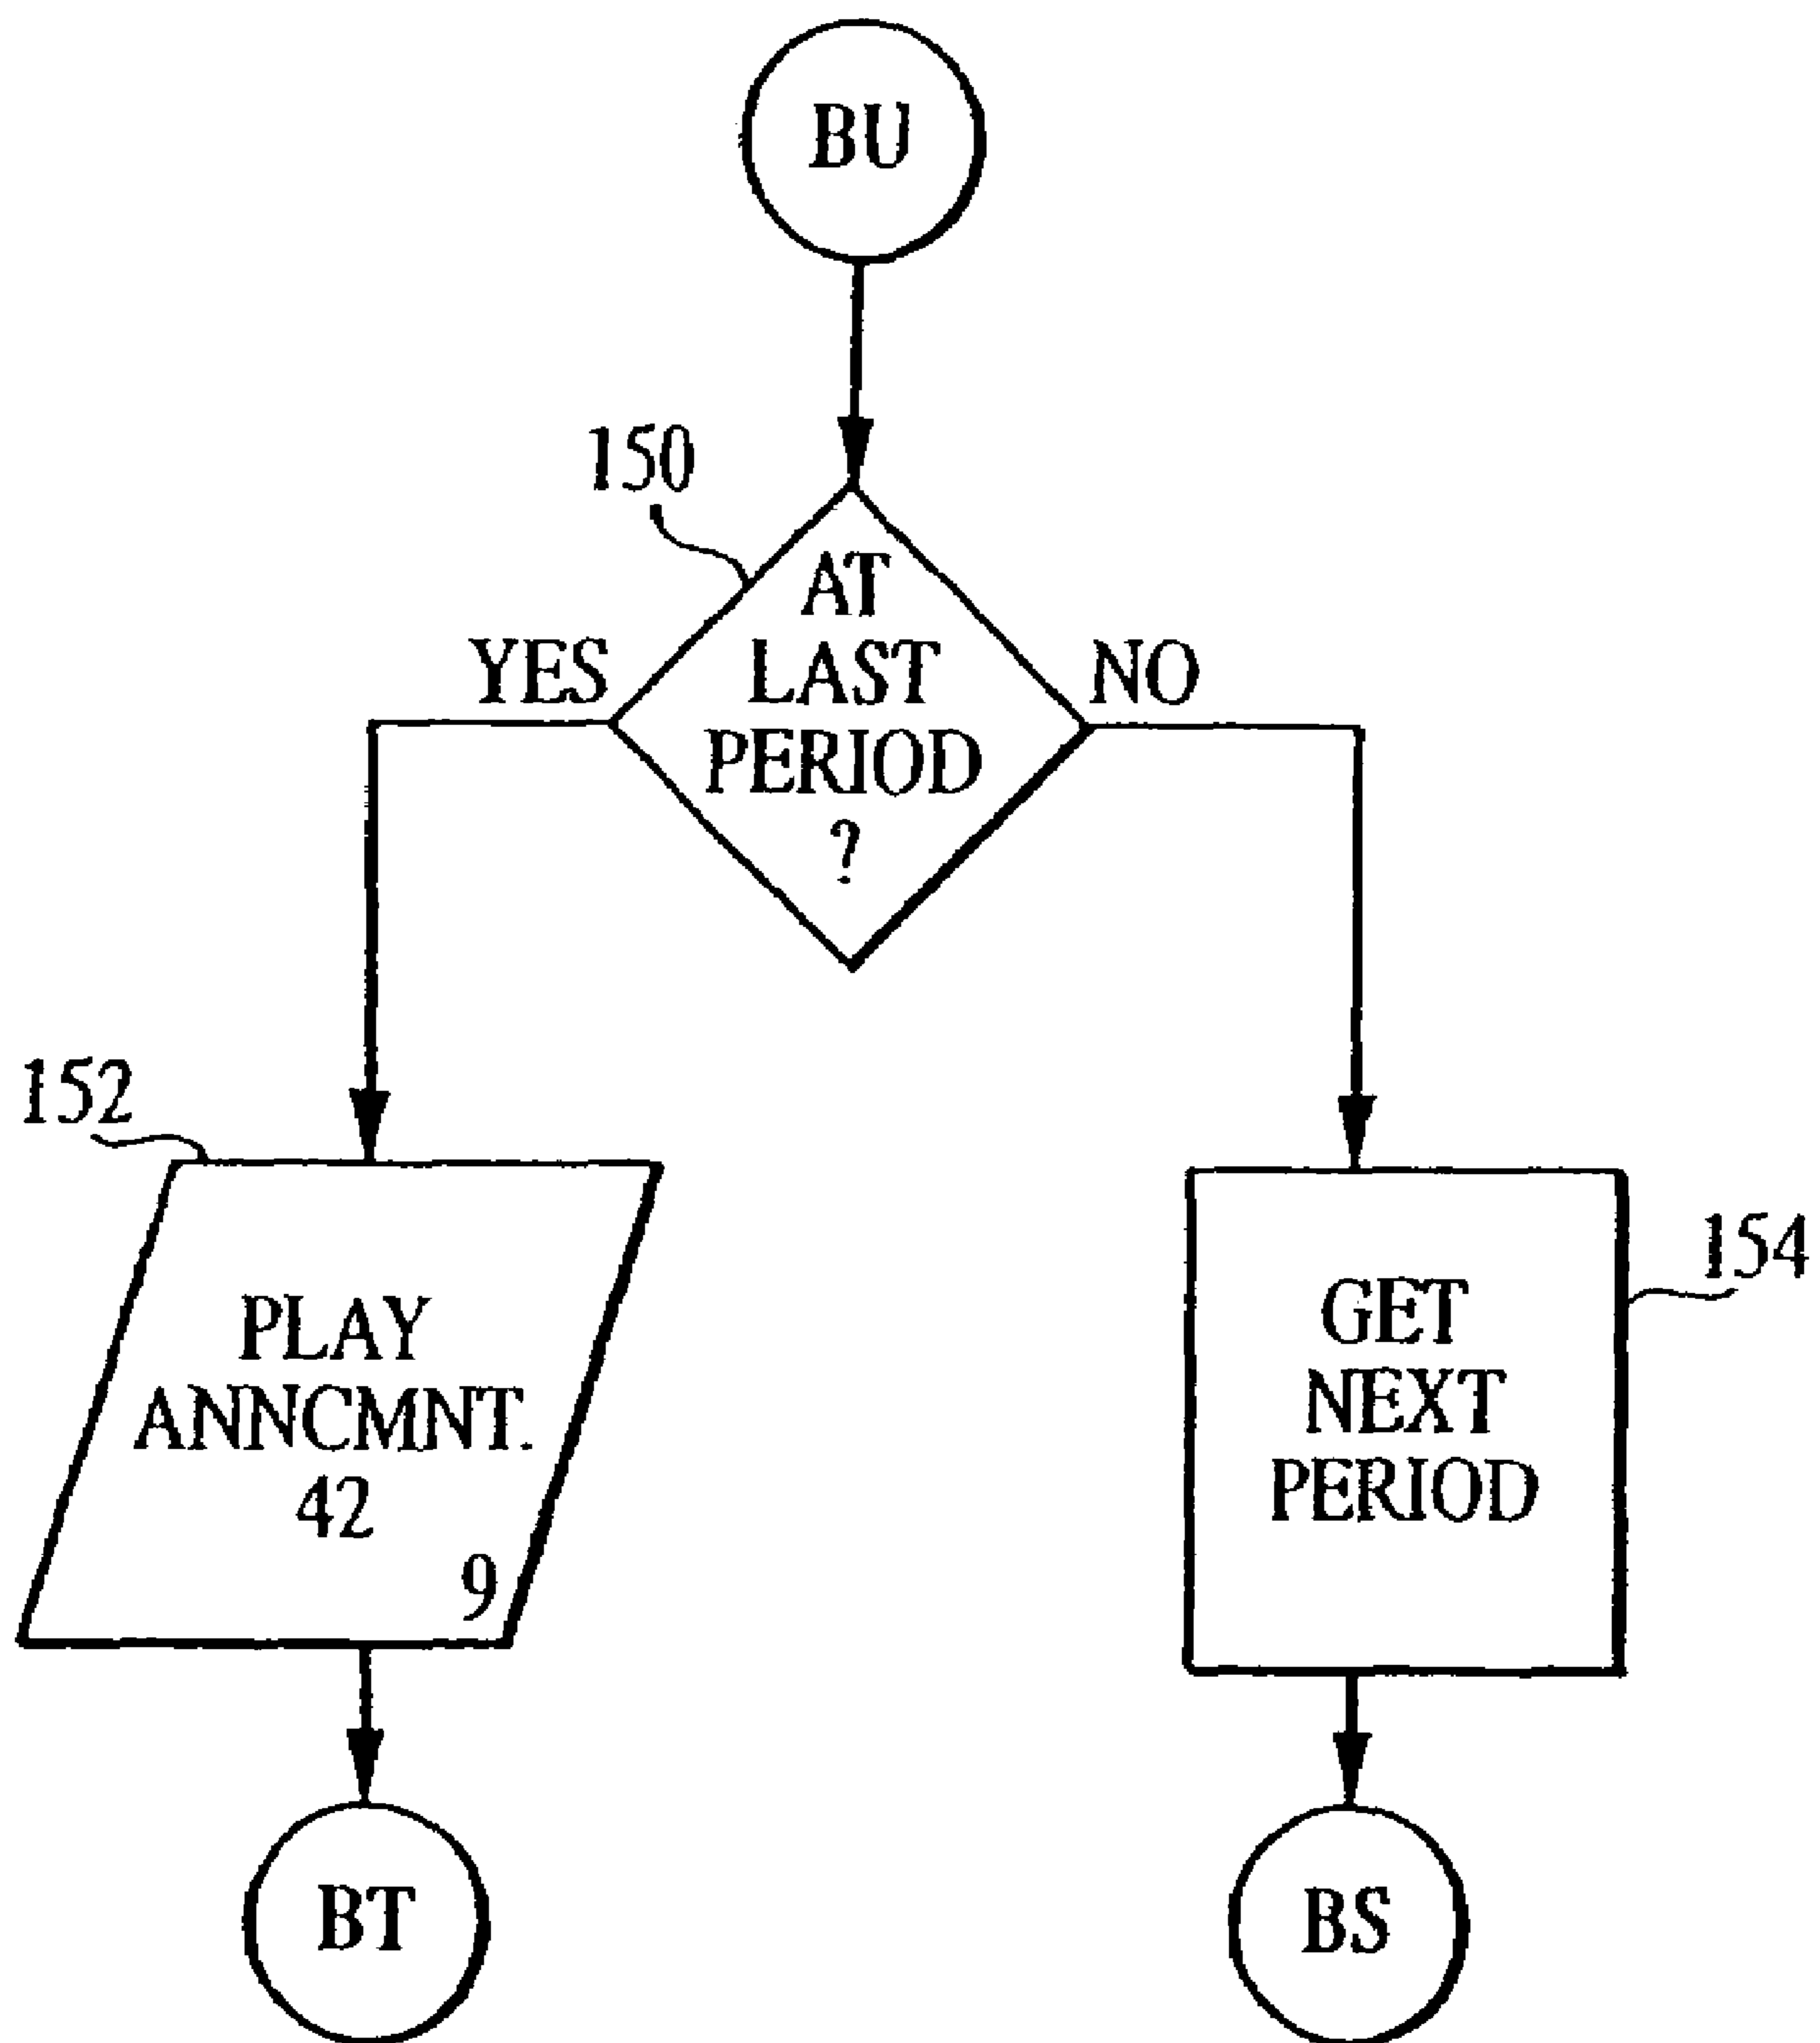 BU
150
AT
LAST
PERIOD
?
YES
NO
152
PLAY
ANNCMNT.
42
9
154
GET
NEXT
PERIOD
BT
BS